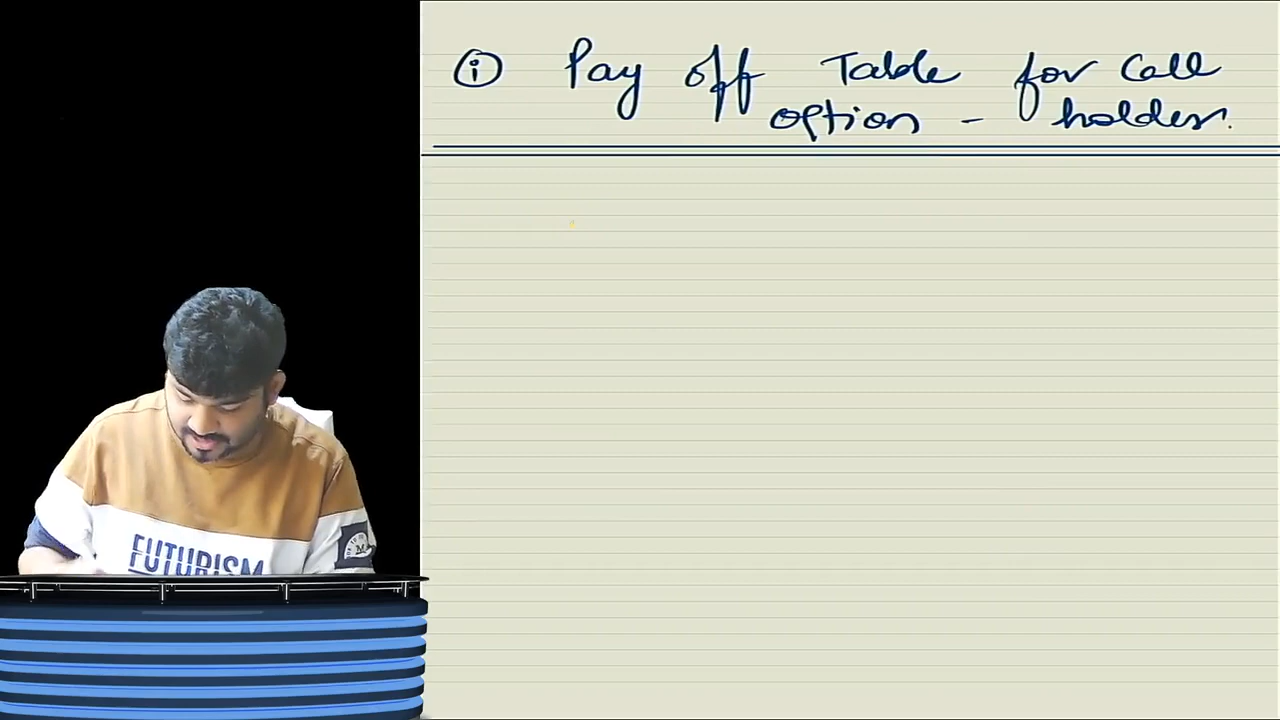 (i) Pay off Table for Call
option - holder.
FUTURISM